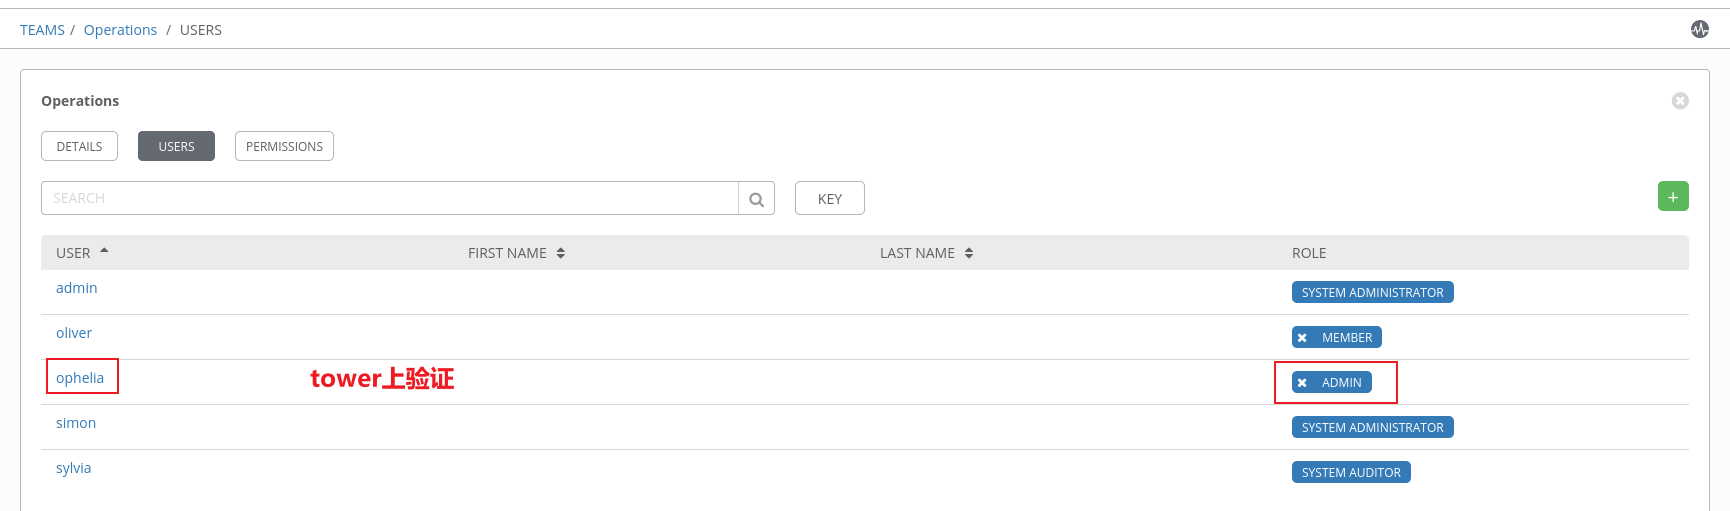 TEAMS / Operations / USERS
Operations
DETAILS USERS PERMISSIONS
SEARCH KEY +
USER FIRST NAME LAST NAME ROLE
admin SYSTEM ADMINISTRATOR
oliver MEMBER
ophelia tower上验证 ADMIN
simon SYSTEM ADMINISTRATOR
sylvia SYSTEM AUDITOR